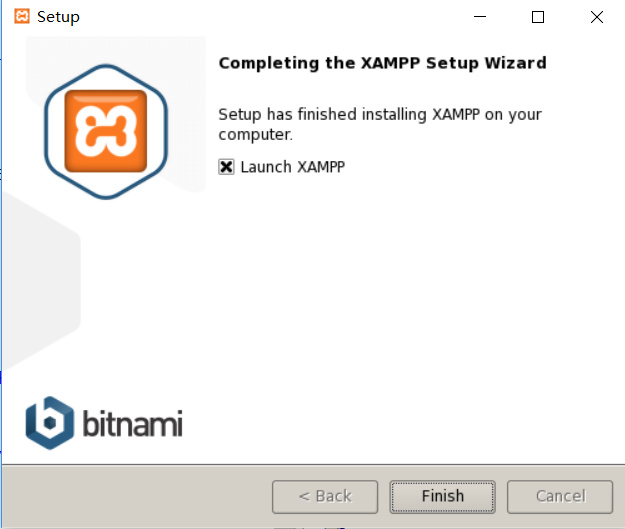 Setup
Completing the XAMPP Setup Wizard
Setup has finished installing XAMPP on your
computer.
Launch XAMPP
bitnami
< Back
Finish
Cancel